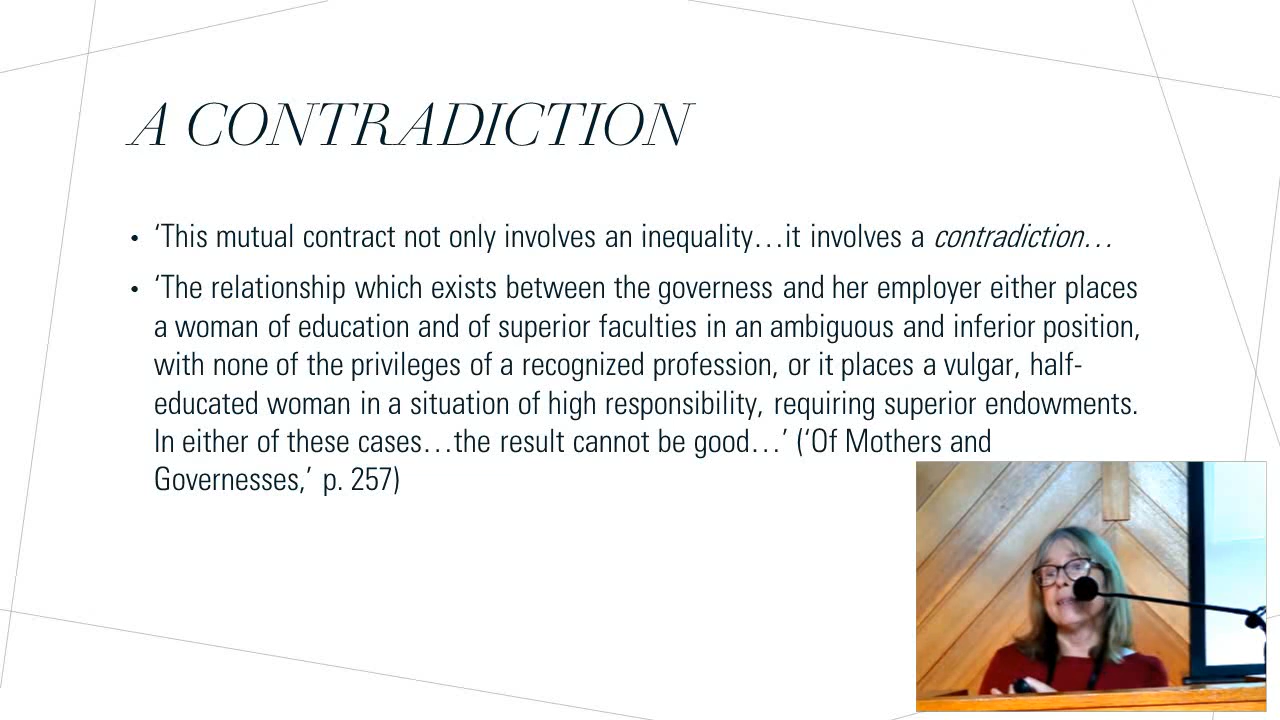 A CONTRADICTION
• ‘This mutual contract not only involves an inequality…it involves a contradiction…
• ‘The relationship which exists between the governess and her employer either places
a woman of education and of superior faculties in an ambiguous and inferior position,
with none of the privileges of a recognized profession, or it places a vulgar, half-
educated woman in a situation of high responsibility, requiring superior endowments.
In either of these cases…the result cannot be good…’ (‘Of Mothers and
Governesses,’ p. 257)